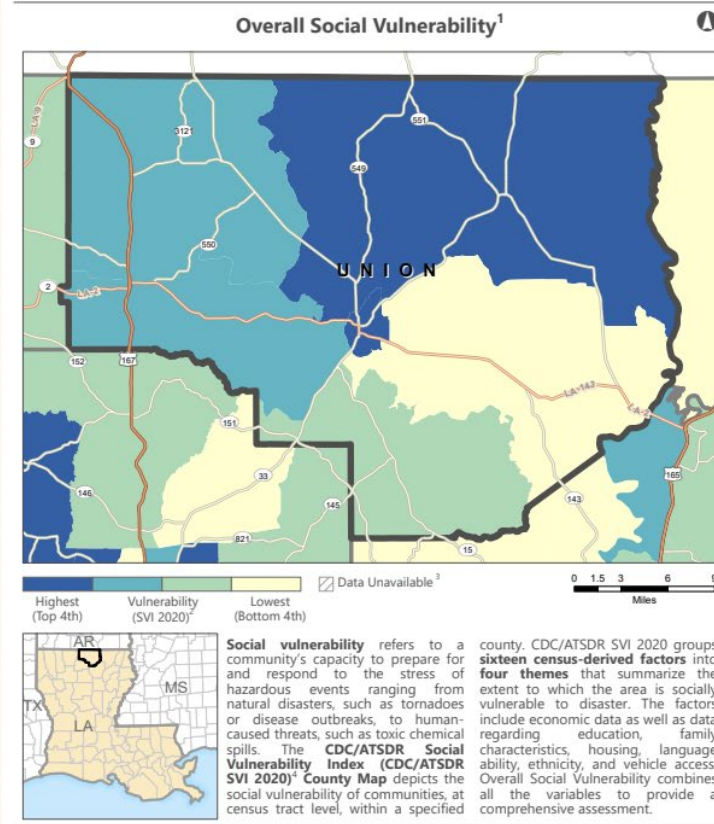 Overall Social Vulnerability¹
LA-9
9
3121
551
549
550
UNION
2
LA-2
167
152
LA-143
LA-2
151
165
33
146
145
143
821
15
Data Unavailable ³
Highest
(Top 4th)
Vulnerability
(SVI 2020)²
Lowest
(Bottom 4th)
0 1.5 3 6 9
Miles
AR
TX
LA
MS
Social vulnerability refers to a
community's capacity to prepare for
and respond to the stress of
hazardous events ranging from
natural disasters, such as tornadoes
or disease outbreaks, to human-
caused threats, such as toxic chemical
spills. The CDC/ATSDR Social
Vulnerability Index (CDC/ATSDR
SVI 2020)⁴ County Map depicts the
social vulnerability of communities, at
census tract level, within a specified
county. CDC/ATSDR SVI 2020 groups
sixteen census-derived factors into
four themes that summarize the
extent to which the area is socially
vulnerable to disaster. The factors
include economic data as well as data
regarding education, family
characteristics, housing, language
ability, ethnicity, and vehicle access.
Overall Social Vulnerability combines
all the variables to provide a
comprehensive assessment.